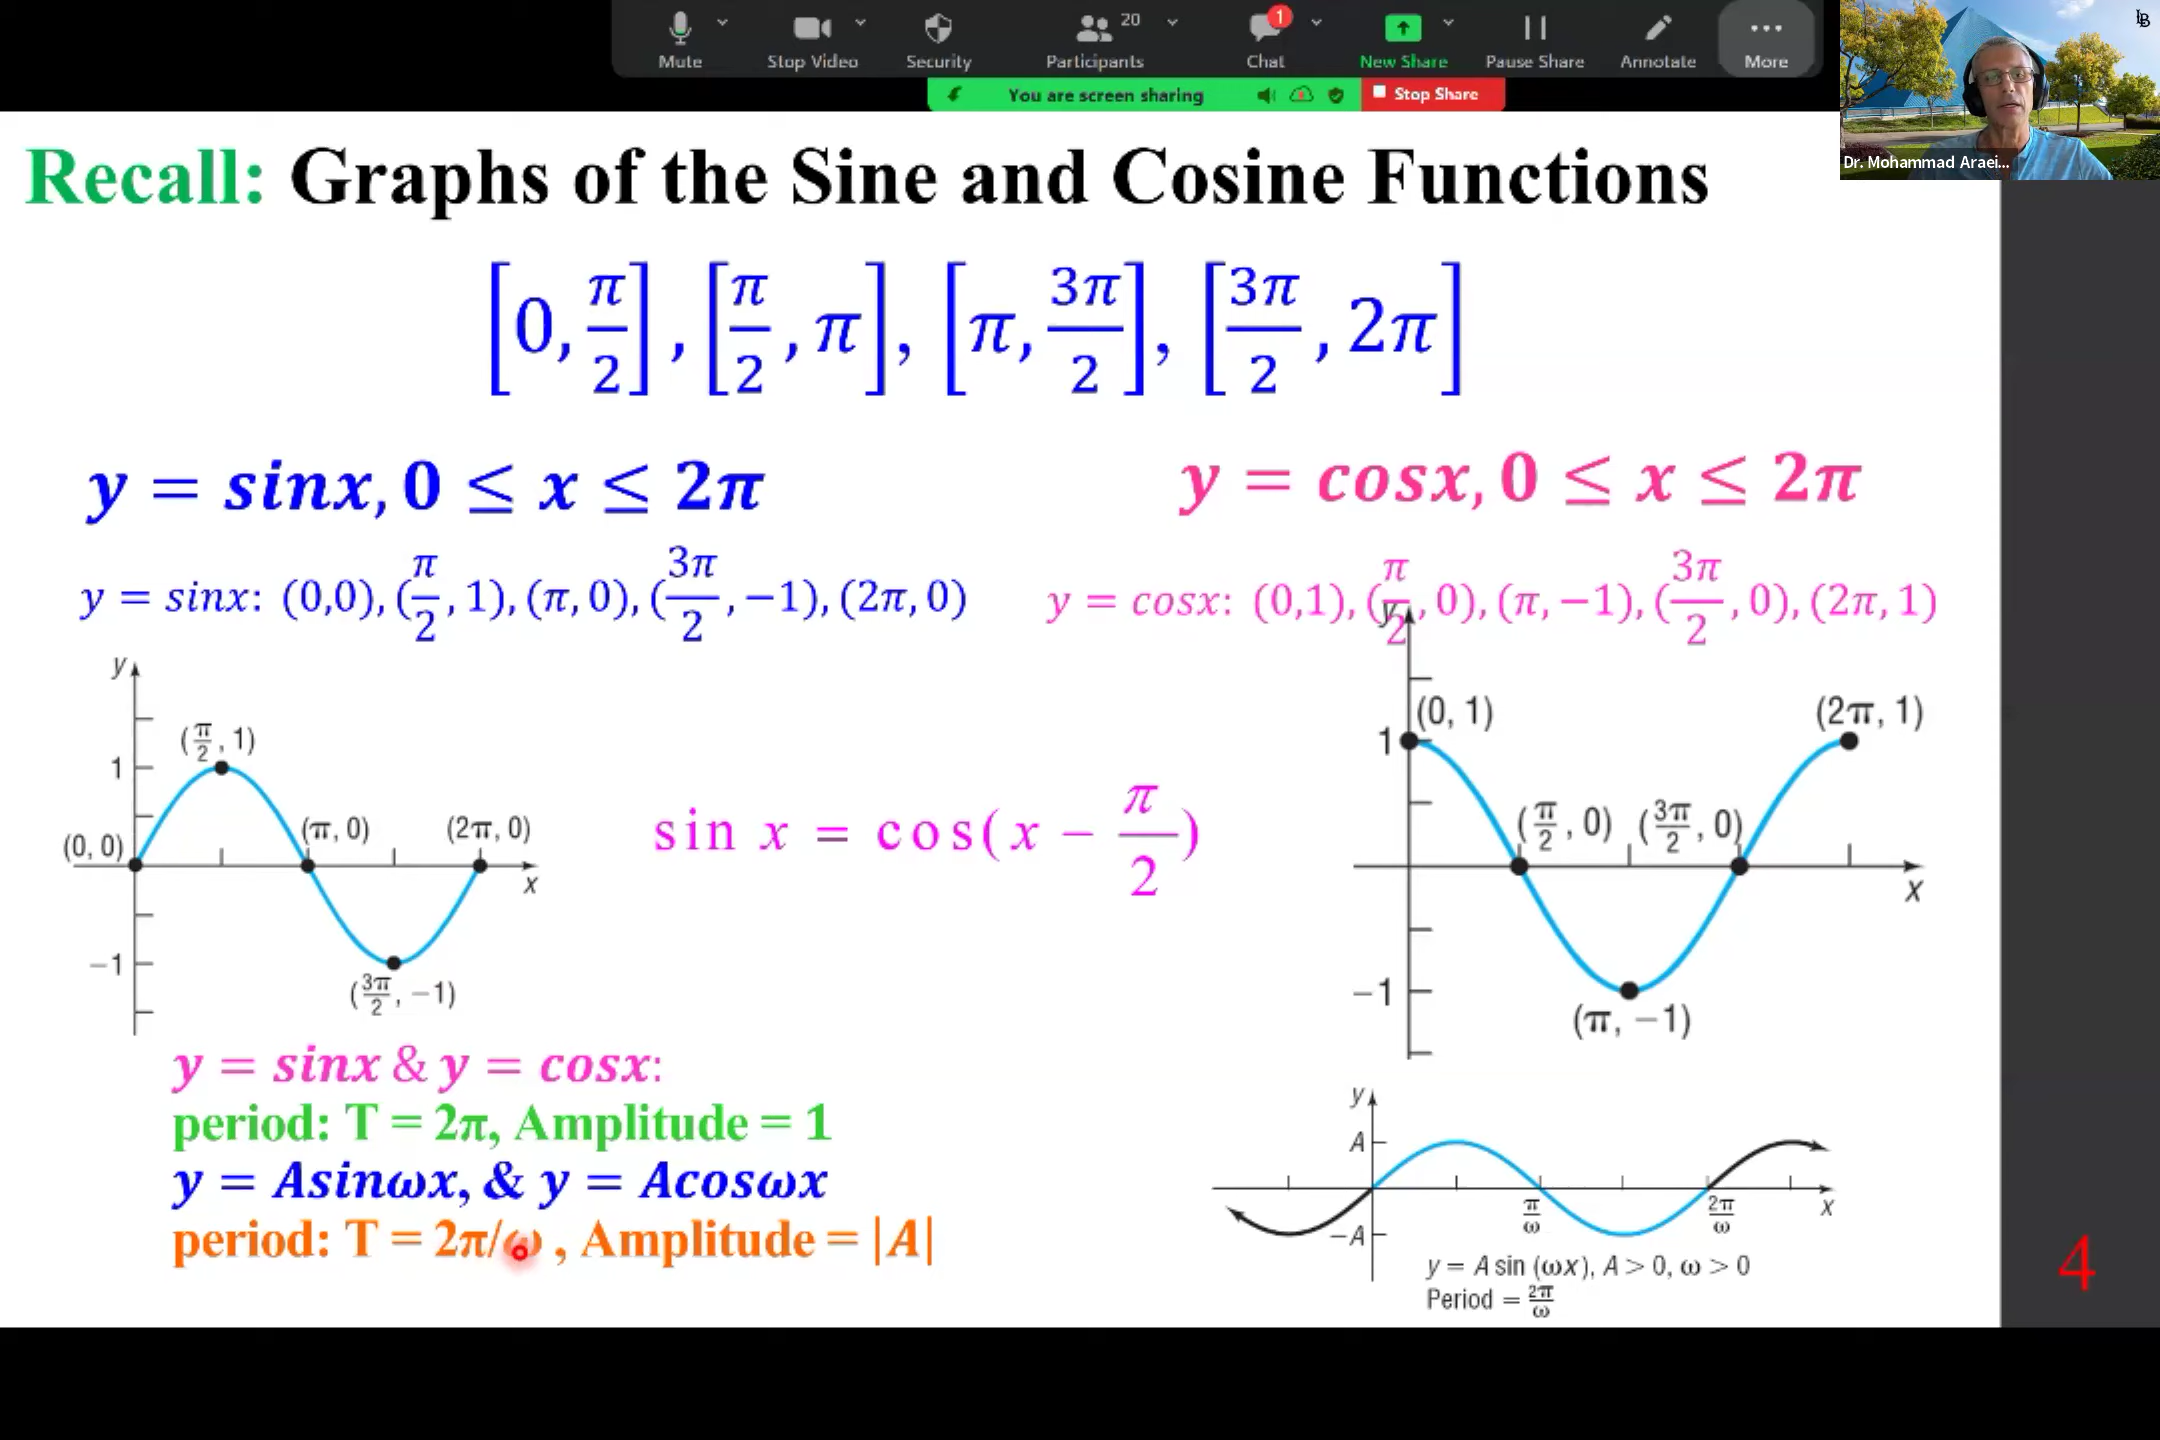 Mute Stop Video Security Participants 20 Chat 1 New Share Pause Share Annotate More
You are screen sharing Stop Share
LB
Dr. Mohammad Araei...
Recall: Graphs of the Sine and Cosine Functions
[0, π/2], [π/2, π], [π, 3π/2], [3π/2, 2π]
y = sinx, 0 ≤ x ≤ 2π
y = cosx, 0 ≤ x ≤ 2π
y = sinx: (0,0), (π/2, 1), (π, 0), (3π/2, −1), (2π, 0)
y = cosx: (0,1), (π/2, 0), (π, −1), (3π/2, 0), (2π, 1)
y
(π/2, 1)
1
(0, 0)
(π, 0)
(2π, 0)
x
−1
(3π/2, −1)
sin x = cos(x − π/2)
y
(0, 1)
(2π, 1)
1
(π/2, 0)
(3π/2, 0)
x
−1
(π, −1)
y = sinx & y = cosx:
period: T = 2π, Amplitude = 1
y = Asinωx, & y = Acosωx
period: T = 2π/ω , Amplitude = |A|
y
A
π/ω
2π/ω
x
−A
y = A sin (ωx), A > 0, ω > 0
Period = 2π/ω
4